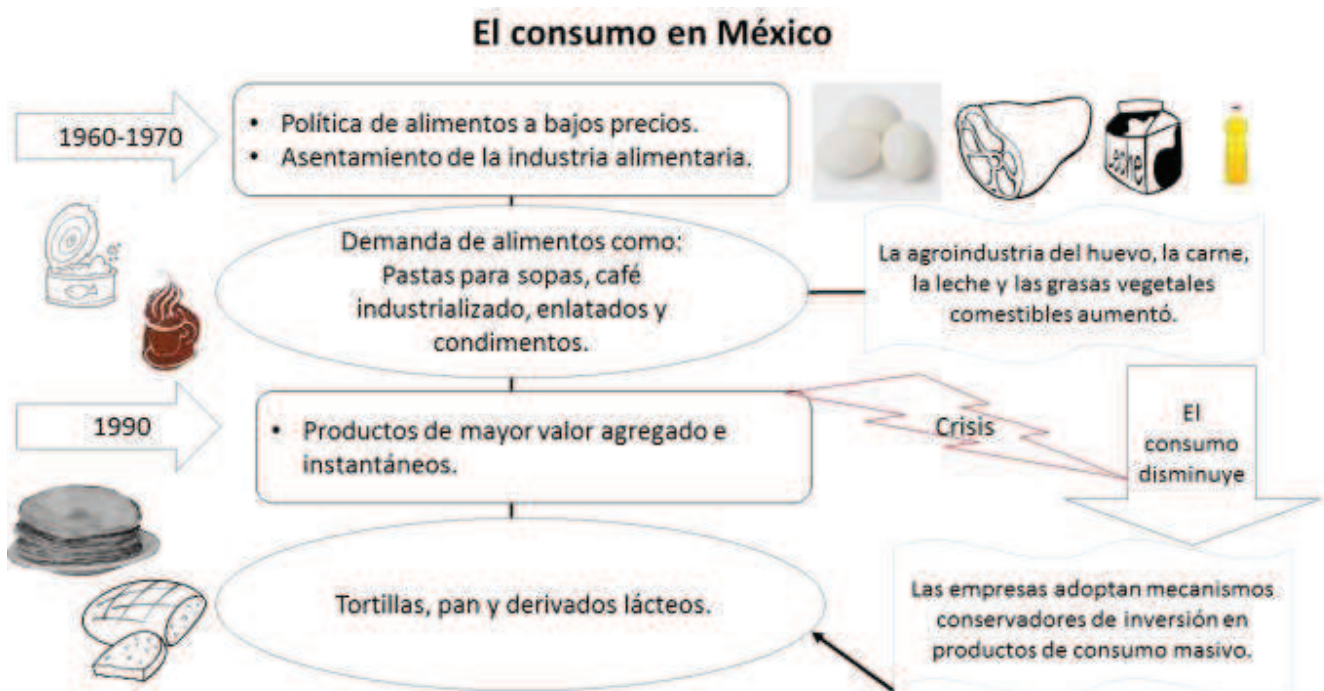 El consumo en México
1960-1970
• Política de alimentos a bajos precios.
• Asentamiento de la industria alimentaria.
Leche
Demanda de alimentos como:
Pastas para sopas, café
industrializado, enlatados y
condimentos.
La agroindustria del huevo, la carne,
la leche y las grasas vegetales
comestibles aumentó.
1990
• Productos de mayor valor agregado e
instantáneos.
Crisis
El
consumo
disminuye
Tortillas, pan y derivados lácteos.
Las empresas adoptan mecanismos
conservadores de inversión en
productos de consumo masivo.